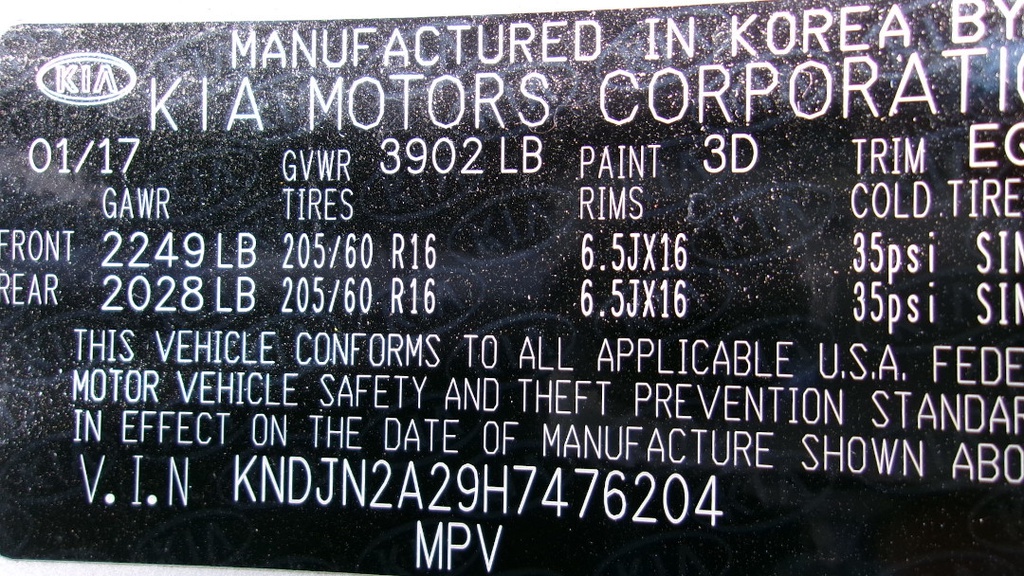 MANUFACTURED IN KOREA BY
KIA KIA MOTORS CORPORATI
01/17 GVWR 3902 LB PAINT 3D TRIM EG
GAWR TIRES RIMS COLD TIRE
FRONT 2249 LB 205/60 R16 6.5JX16 35psi SIN
REAR 2028 LB 205/60 R16 6.5JX16 35psi SIN
THIS VEHICLE CONFORMS TO ALL APPLICABLE U.S.A. FEDE
MOTOR VEHICLE SAFETY AND THEFT PREVENTION STANDAR
IN EFFECT ON THE DATE OF MANUFACTURE SHOWN ABO
V.I.N KNDJN2A29H7476204
MPV